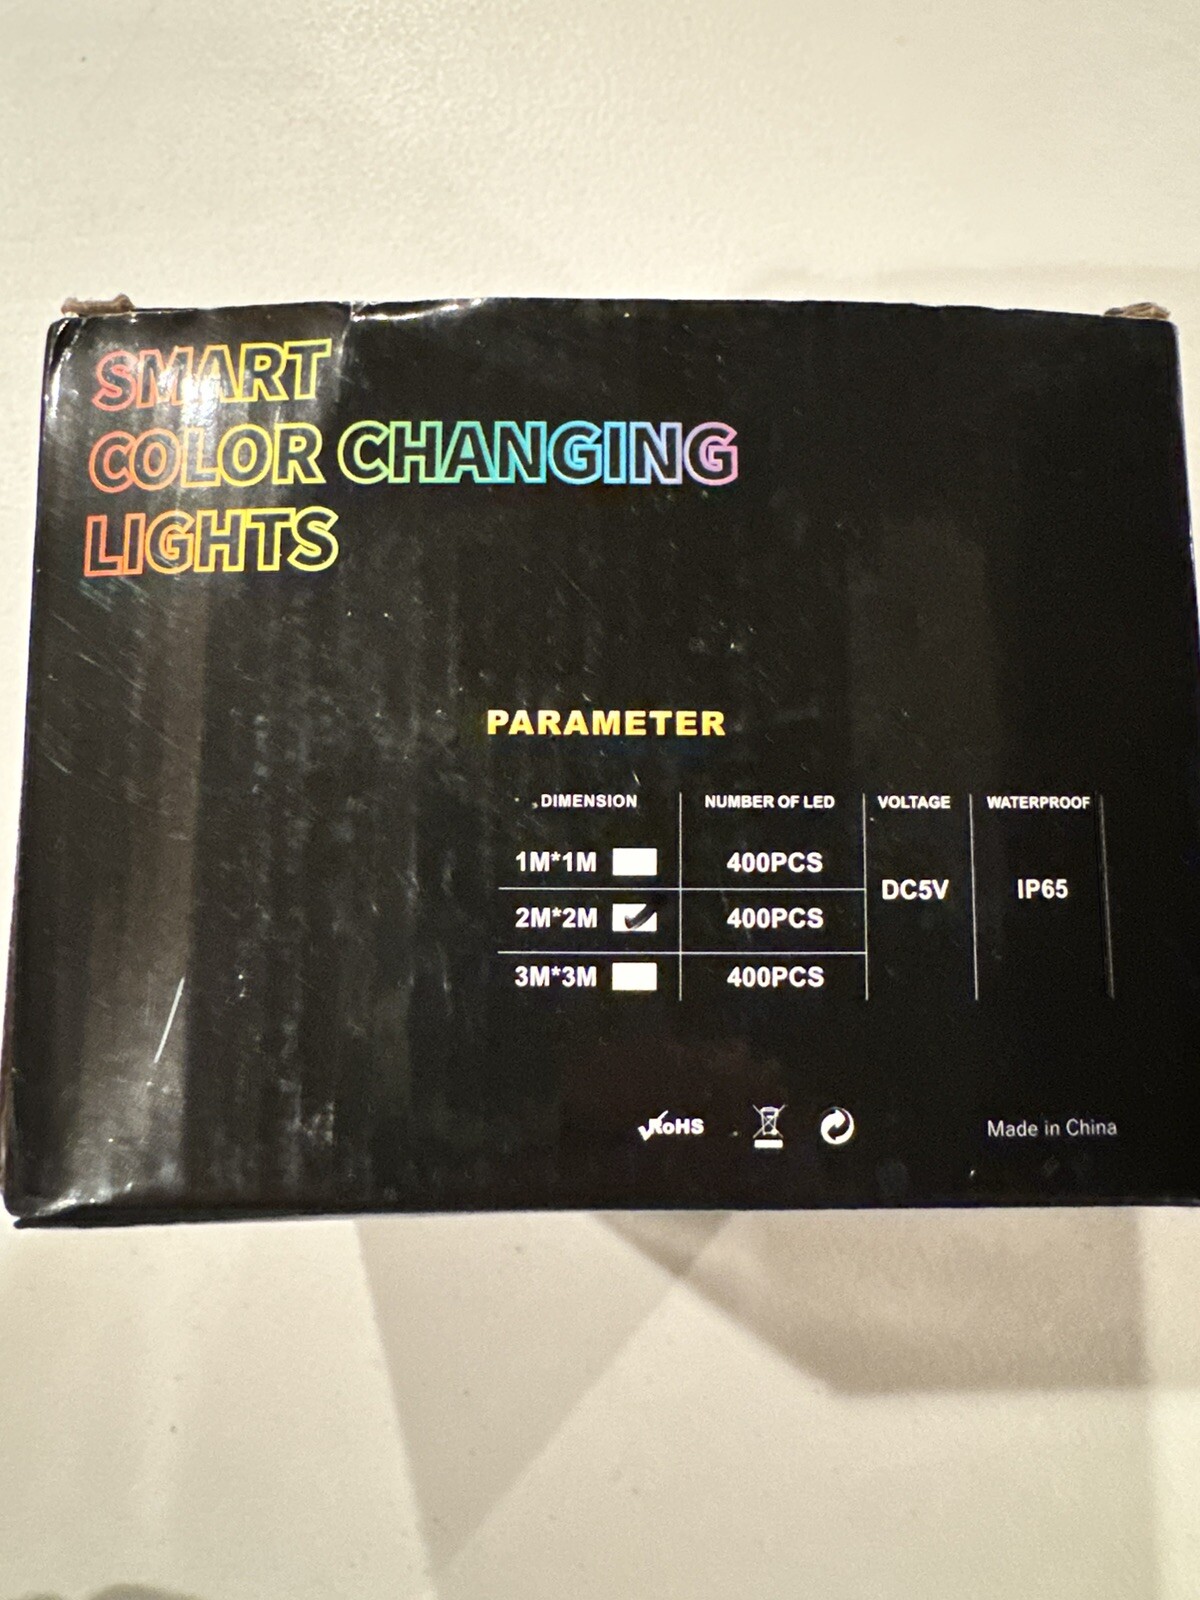 SMART
COLOR CHANGING
LIGHTS
PARAMETER
DIMENSION NUMBER OF LED VOLTAGE WATERPROOF
1M*1M 400PCS
DC5V IP65
2M*2M 400PCS
3M*3M 400PCS
RoHS Made in China